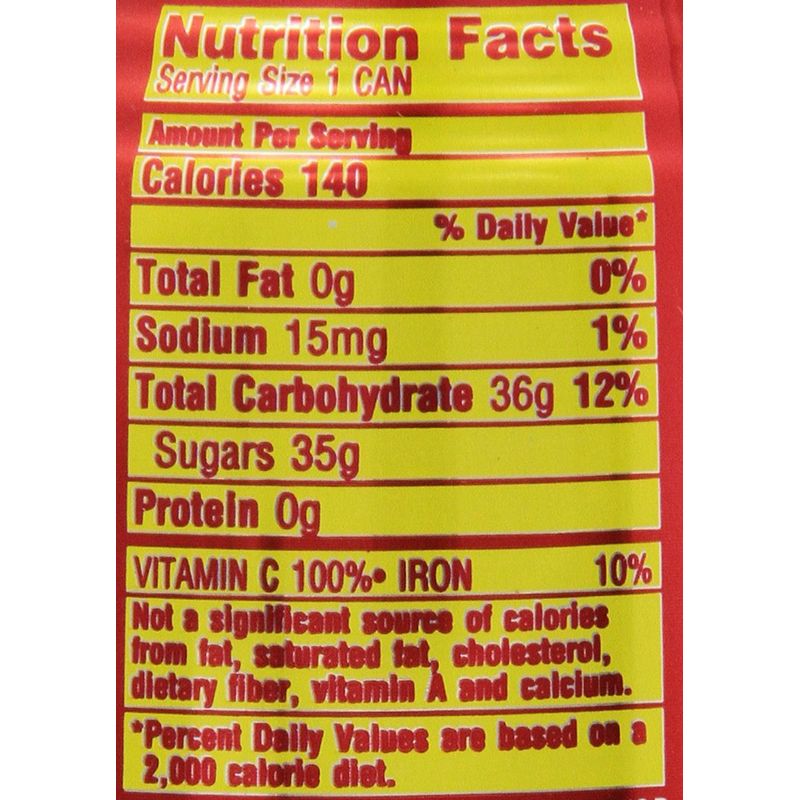 Nutrition Facts
Serving Size 1 CAN
Amount Per Serving
Calories 140
% Daily Value*
Total Fat 0g 0%
Sodium 15mg 1%
Total Carbohydrate 36g 12%
Sugars 35g
Protein 0g
VITAMIN C 100%• IRON 10%
Not a significant source of calories
from fat, saturated fat, cholesterol,
dietary fiber, vitamin A and calcium.
*Percent Daily Values are based on a
2,000 calorie diet.